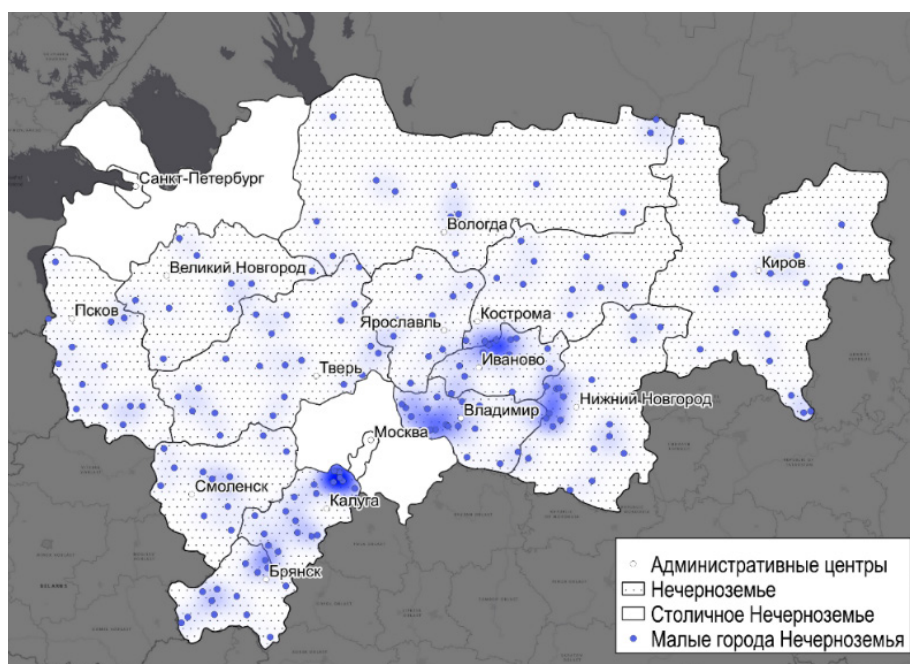 Санкт-Петербург
Вологда
Великий Новгород
Киров
Псков
Кострома
Ярославль
Иваново
Тверь
Нижний Новгород
Владимир
Москва
Смоленск
Калуга
Брянск
Административные центры
Нечерноземье
Столичное Нечерноземье
Малые города Нечерноземья